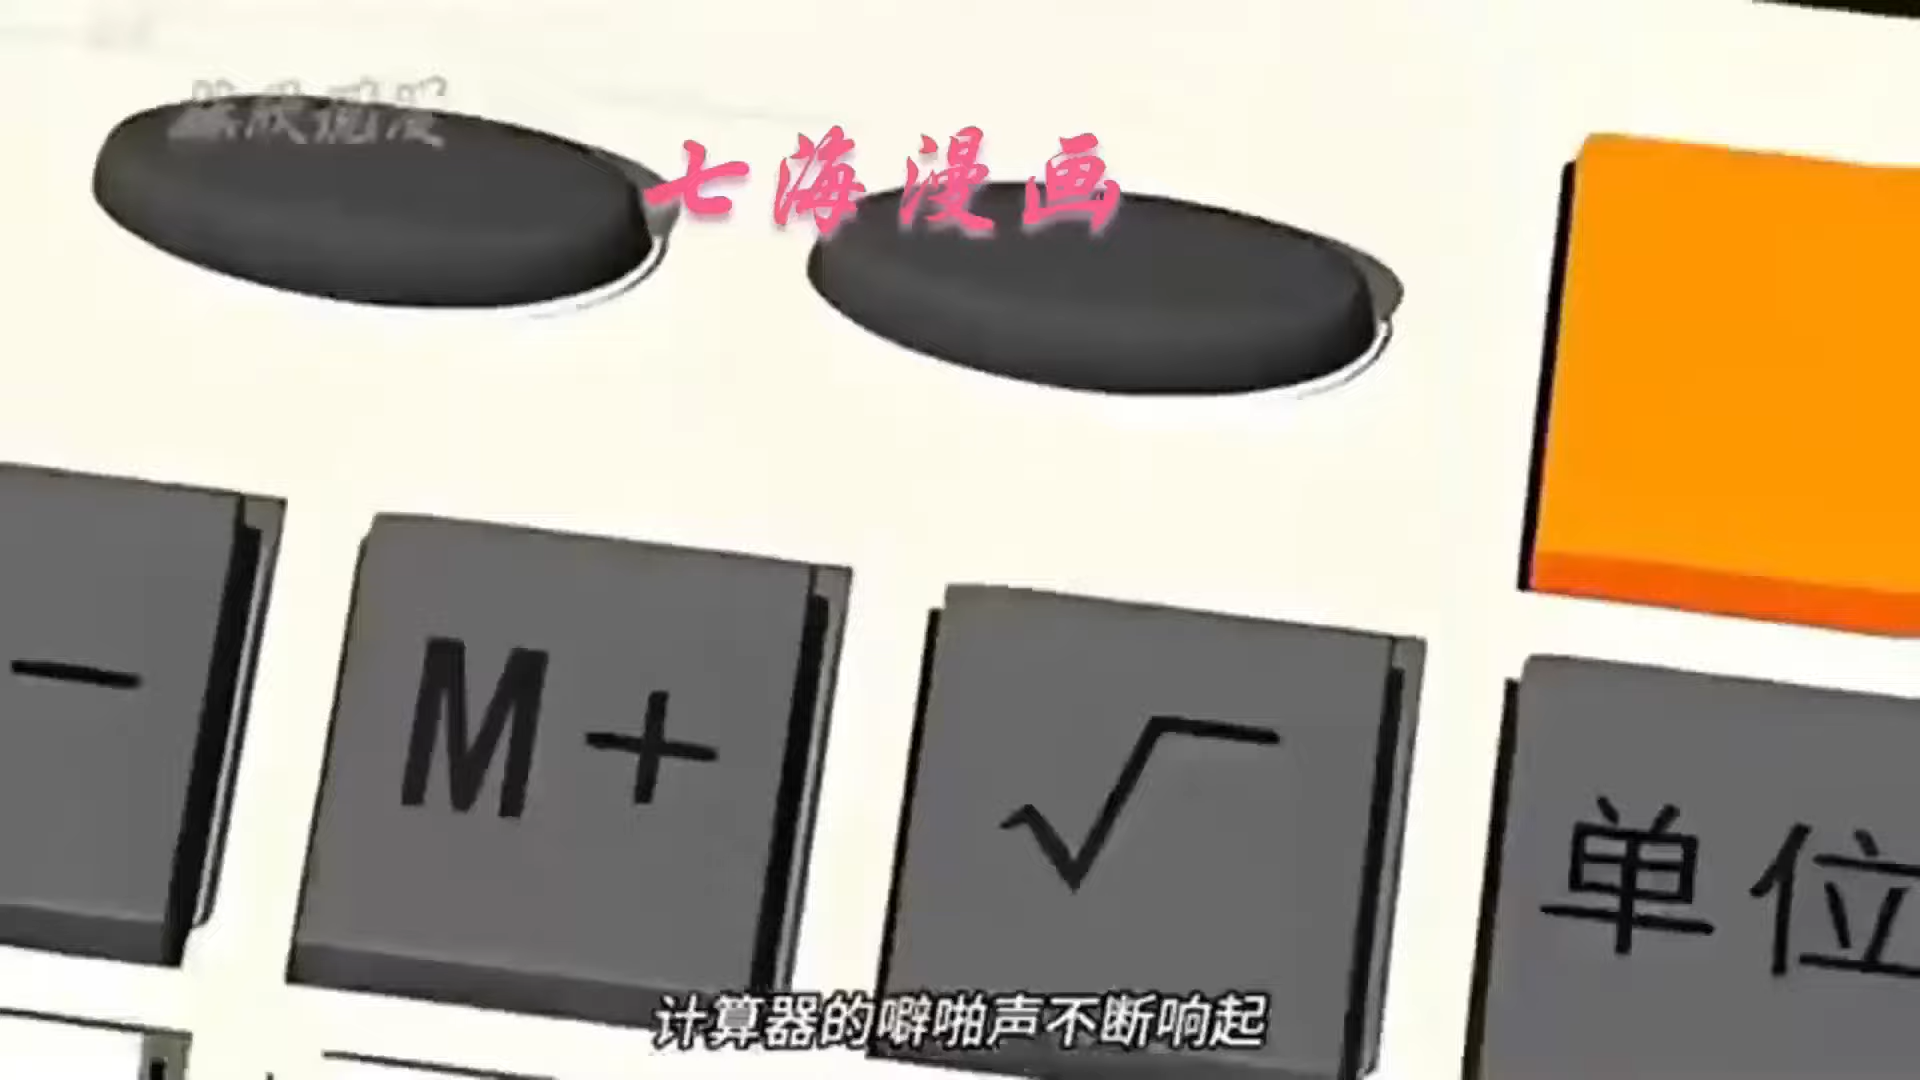 七海漫画
－
M+
√
单位
计算器的噼啪声不断响起